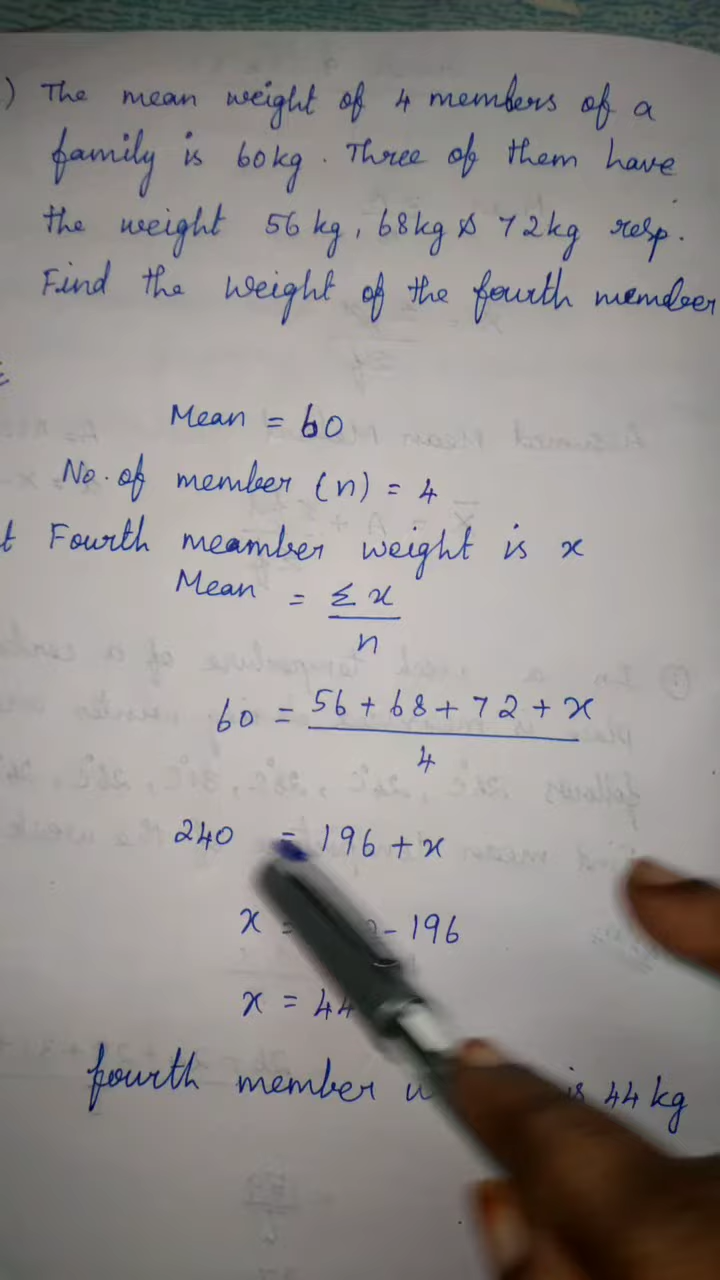 ) The mean weight of 4 members of a
family is 60kg. Three of them have
the weight 56 kg, 68kg & 72kg resp.
Find the weight of the fourth member
Mean = 60
No. of member (n) = 4
t Fourth meamber weight is x
Mean = Σx
n
60 = 56 + 68 + 72 + x
4
240 = 196 + x
x = - 196
x = 44
fourth member is 44 kg